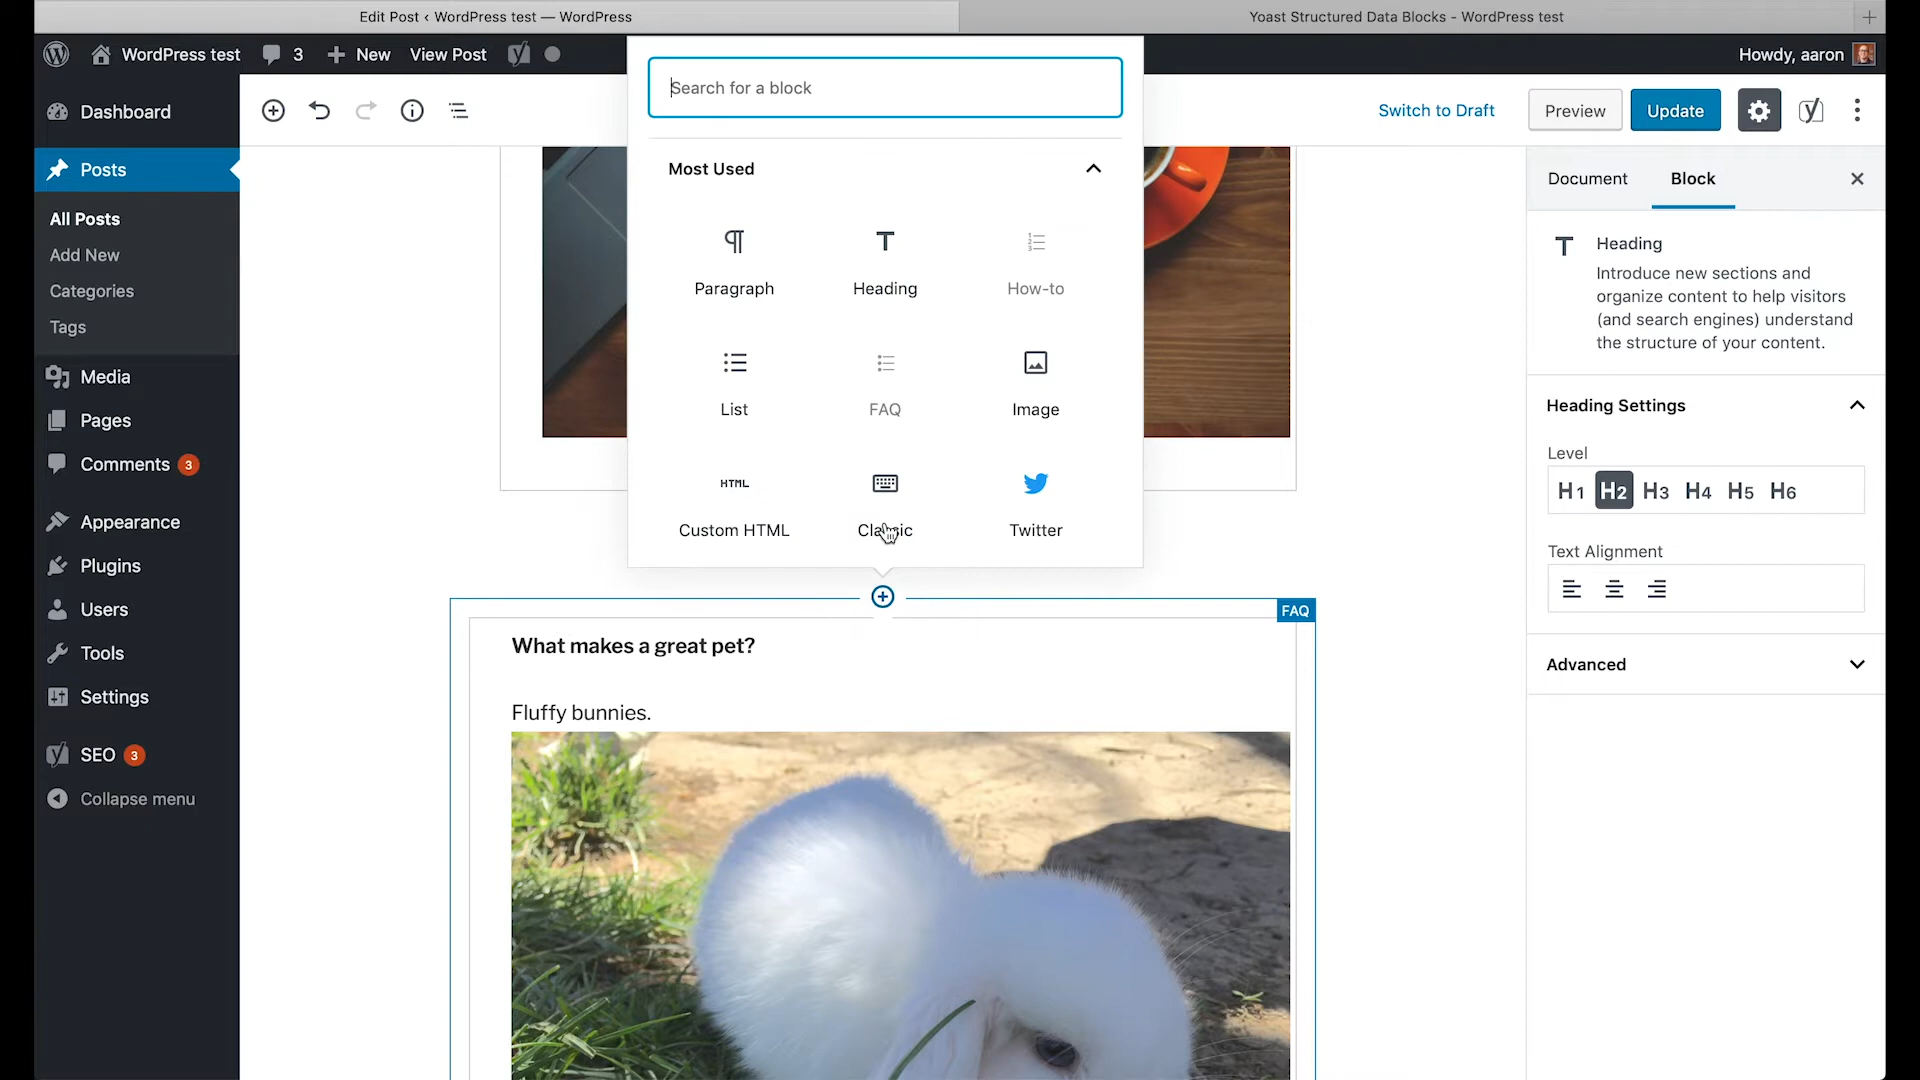 Edit Post ‹ WordPress test — WordPress
Yoast Structured Data Blocks - WordPress test
WordPress test
3
New
View Post
Howdy, aaron
Search for a block
Switch to Draft
Preview
Update
Dashboard
Posts
All Posts
Add New
Categories
Tags
Media
Pages
Comments 3
Appearance
Plugins
Users
Tools
Settings
SEO 3
Collapse menu
Most Used
Paragraph
Heading
How-to
List
FAQ
Image
HTML
Custom HTML
Classic
Twitter
FAQ
What makes a great pet?
Fluffy bunnies.
Document
Block
Heading
Introduce new sections and
organize content to help visitors
(and search engines) understand
the structure of your content.
Heading Settings
Level
H1 H2 H3 H4 H5 H6
Text Alignment
Advanced